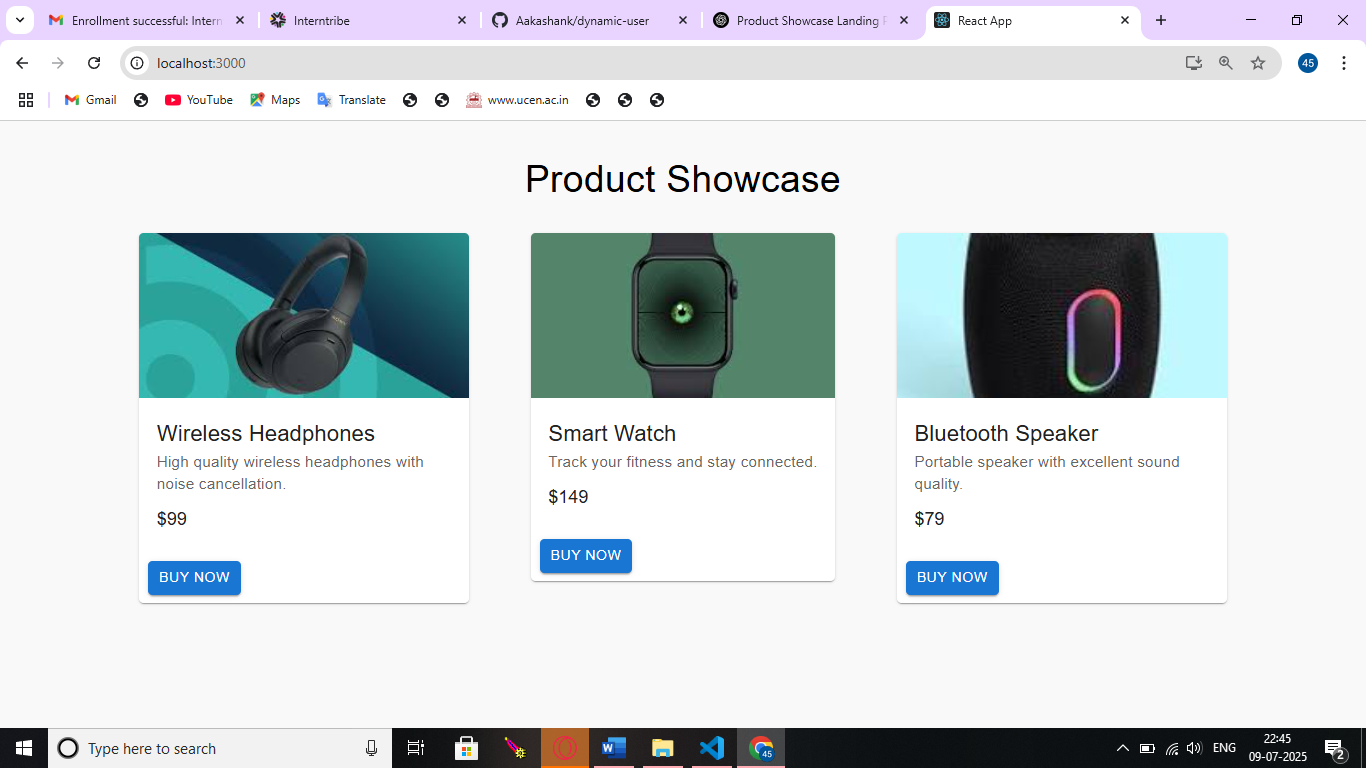 Enrollment successful: Intern
Interntribe
Aakashank/dynamic-user
Product Showcase Landing P
React App
localhost:3000
45
Gmail
YouTube
Maps
Translate
www.ucen.ac.in
Product Showcase
SONY
Wireless Headphones
High quality wireless headphones with
noise cancellation.
$99
BUY NOW
Smart Watch
Track your fitness and stay connected.
$149
BUY NOW
Bluetooth Speaker
Portable speaker with excellent sound
quality.
$79
BUY NOW
Type here to search
45
ENG
22:45
09-07-2025
2